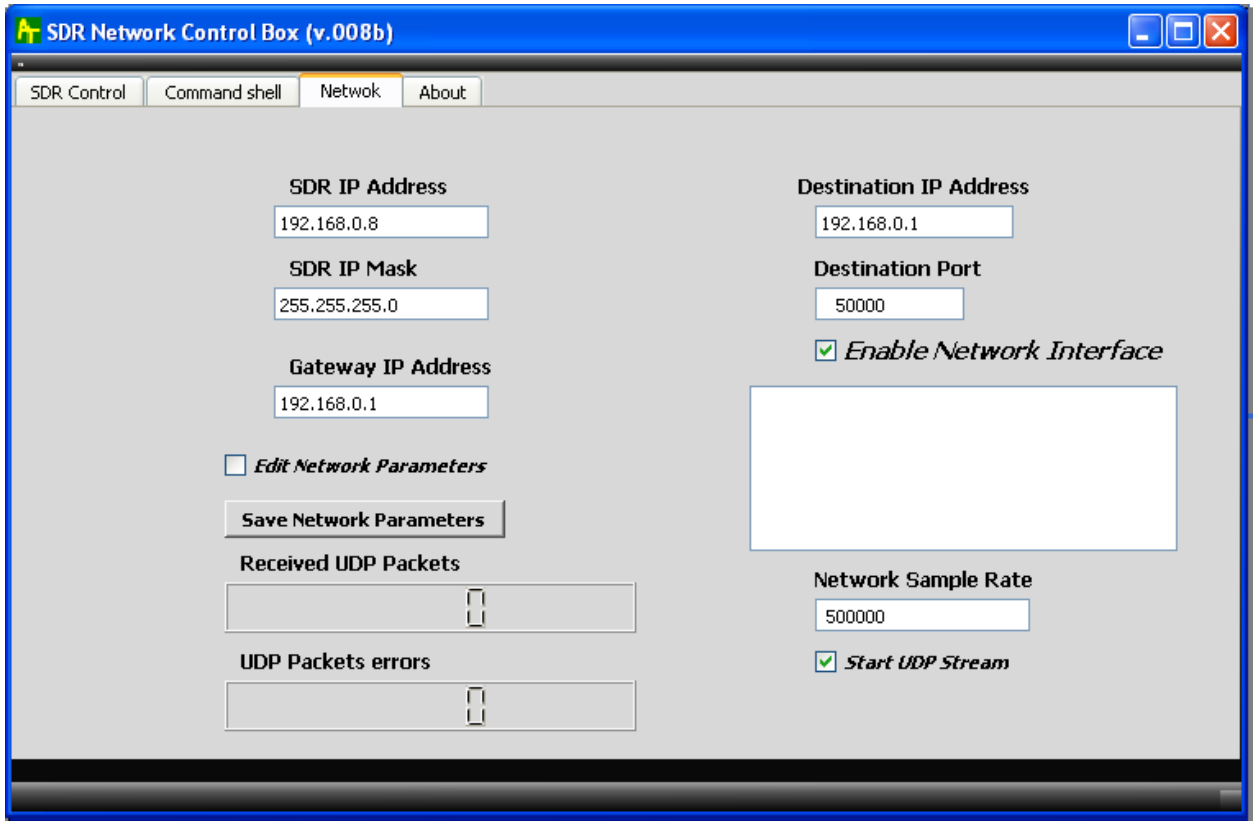 SDR Network Control Box (v.008b)
SDR Control Command shell Netwok About
SDR IP Address
192.168.0.8
SDR IP Mask
255.255.255.0
Gateway IP Address
192.168.0.1
Edit Network Parameters
Save Network Parameters
Received UDP Packets
0
UDP Packets errors
0
Destination IP Address
192.168.0.1
Destination Port
50000
Enable Network Interface
Network Sample Rate
500000
Start UDP Stream